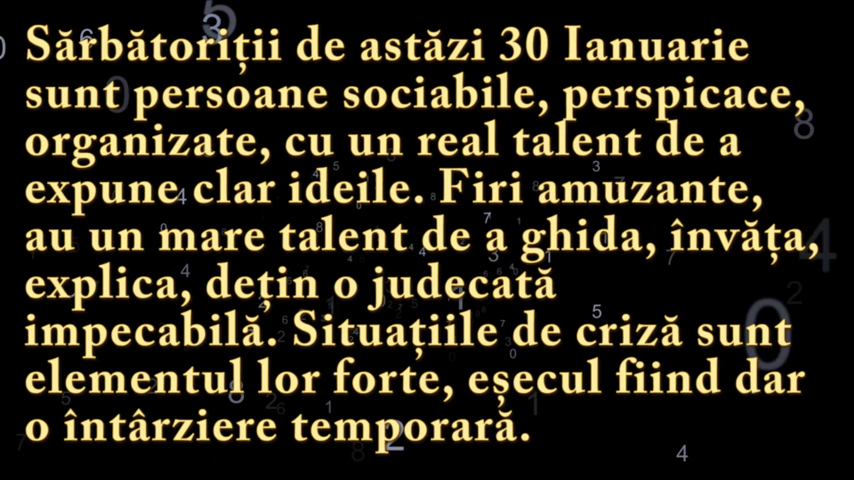 Sărbătoriții de astăzi 30 Ianuarie
sunt persoane sociabile, perspicace,
organizate, cu un real talent de a
expune clar ideile. Firi amuzante,
au un mare talent de a ghida, învăța,
explica, dețin o judecată
impecabilă. Situațiile de criză sunt
elementul lor forte, eșecul fiind dar
o întârziere temporară.